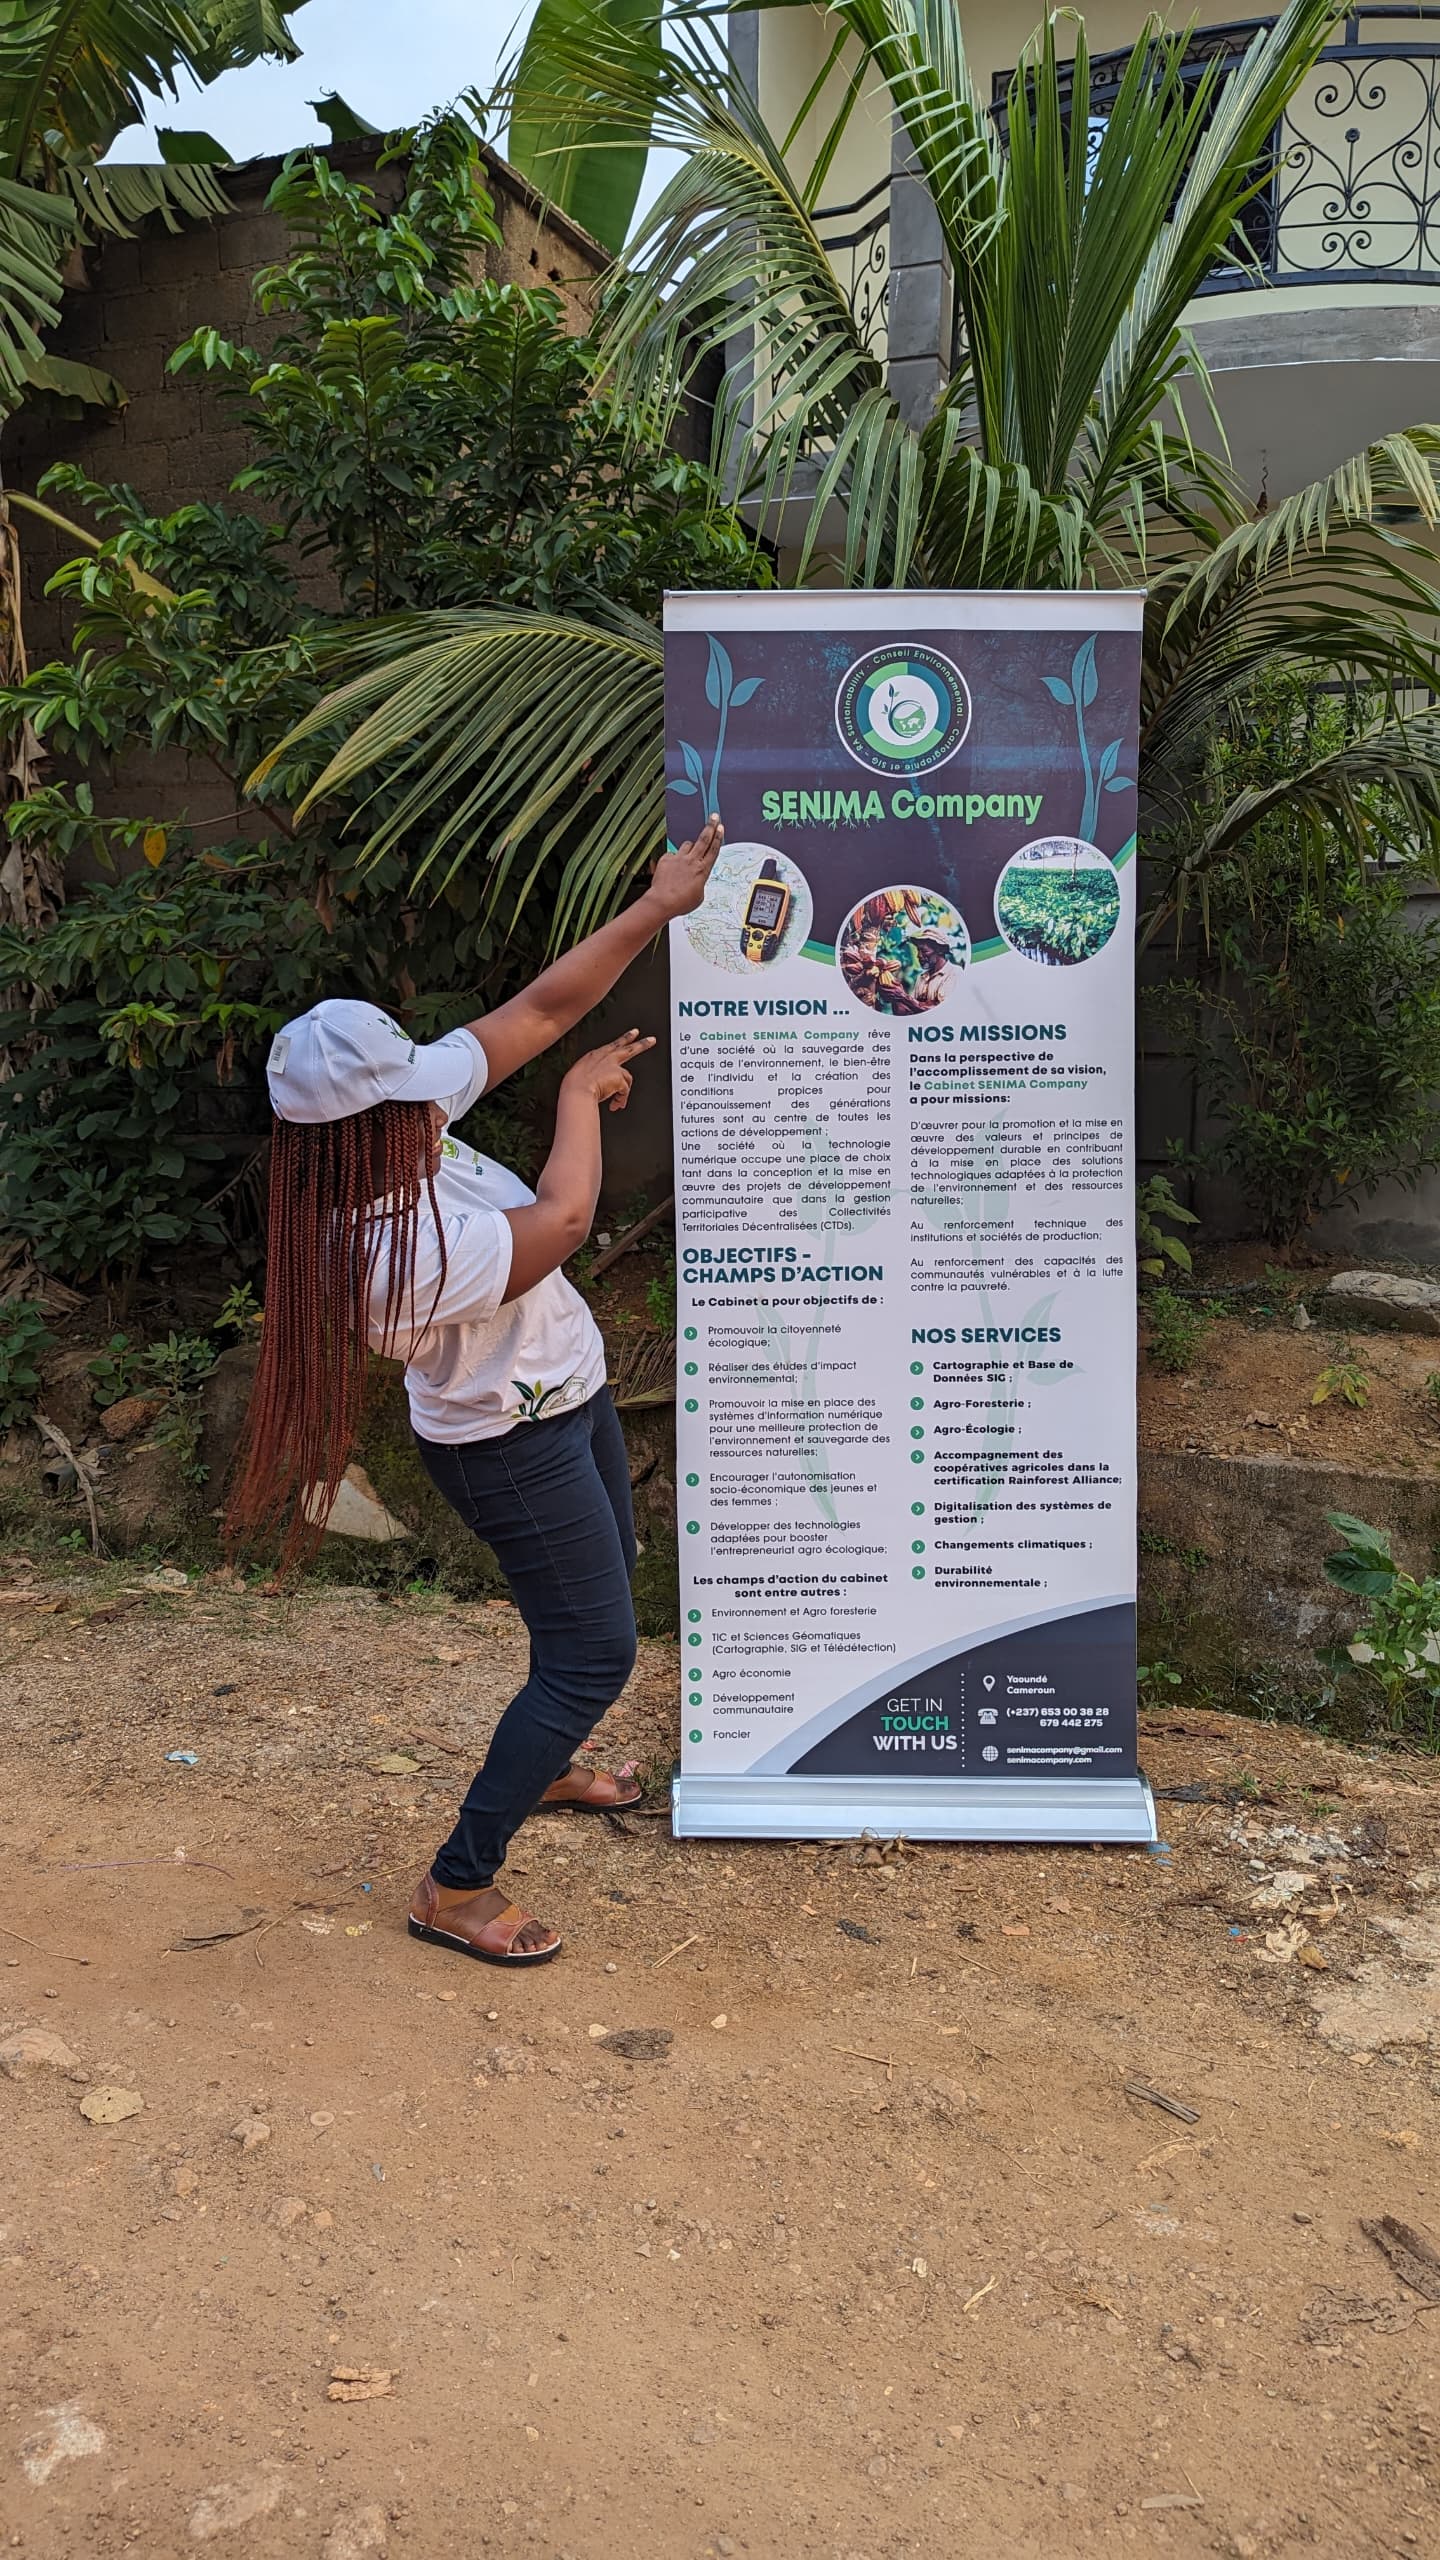 Conseil Environnemental - Cartographie et SIG - RA Sustainability -
SENIMA Company
NOTRE VISION ...
Le Cabinet SENIMA Company rêve
d'une société où la sauvegarde des
acquis de l'environnement, le bien-être
de l'individu et la création des
conditions propices pour
l'épanouissement des générations
futures sont au centre de toutes les
actions de développement ;
Une société où la technologie
numérique occupe une place de choix
tant dans la conception et la mise en
œuvre des projets de développement
communautaire que dans la gestion
participative des Collectivités
Territoriales Décentralisées (CTDs).
OBJECTIFS -
CHAMPS D'ACTION
Le Cabinet a pour objectifs de :
Promouvoir la citoyenneté
écologique;
Réaliser des études d'impact
environnemental;
Promouvoir la mise en place des
systèmes d'information numérique
pour une meilleure protection de
l'environnement et sauvegarde des
ressources naturelles;
Encourager l'autonomisation
socio-économique des jeunes et
des femmes ;
Développer des technologies
adaptées pour booster
l'entrepreneuriat agro écologique;
Les champs d'action du cabinet
sont entre autres :
Environnement et Agro foresterie
TIC et Sciences Géomatiques
(Cartographie, SIG et Télédétection)
Agro économie
Développement
communautaire
Foncier
NOS MISSIONS
Dans la perspective de
l'accomplissement de sa vision,
le Cabinet SENIMA Company
a pour missions:
D'œuvrer pour la promotion et la mise en
œuvre des valeurs et principes de
développement durable en contribuant
à la mise en place des solutions
technologiques adaptées à la protection
de l'environnement et des ressources
naturelles;
Au renforcement technique des
institutions et sociétés de production;
Au renforcement des capacités des
communautés vulnérables et à la lutte
contre la pauvreté.
NOS SERVICES
Cartographie et Base de
Données SIG ;
Agro-Foresterie ;
Agro-Écologie ;
Accompagnement des
coopératives agricoles dans la
certification Rainforest Alliance;
Digitalisation des systèmes de
gestion ;
Changements climatiques ;
Durabilité
environnementale ;
GET IN
TOUCH
WITH US
Yaoundé
Cameroun
(+237) 653 00 38 28
679 442 275
senimacompany@gmail.com
senimacompany.com